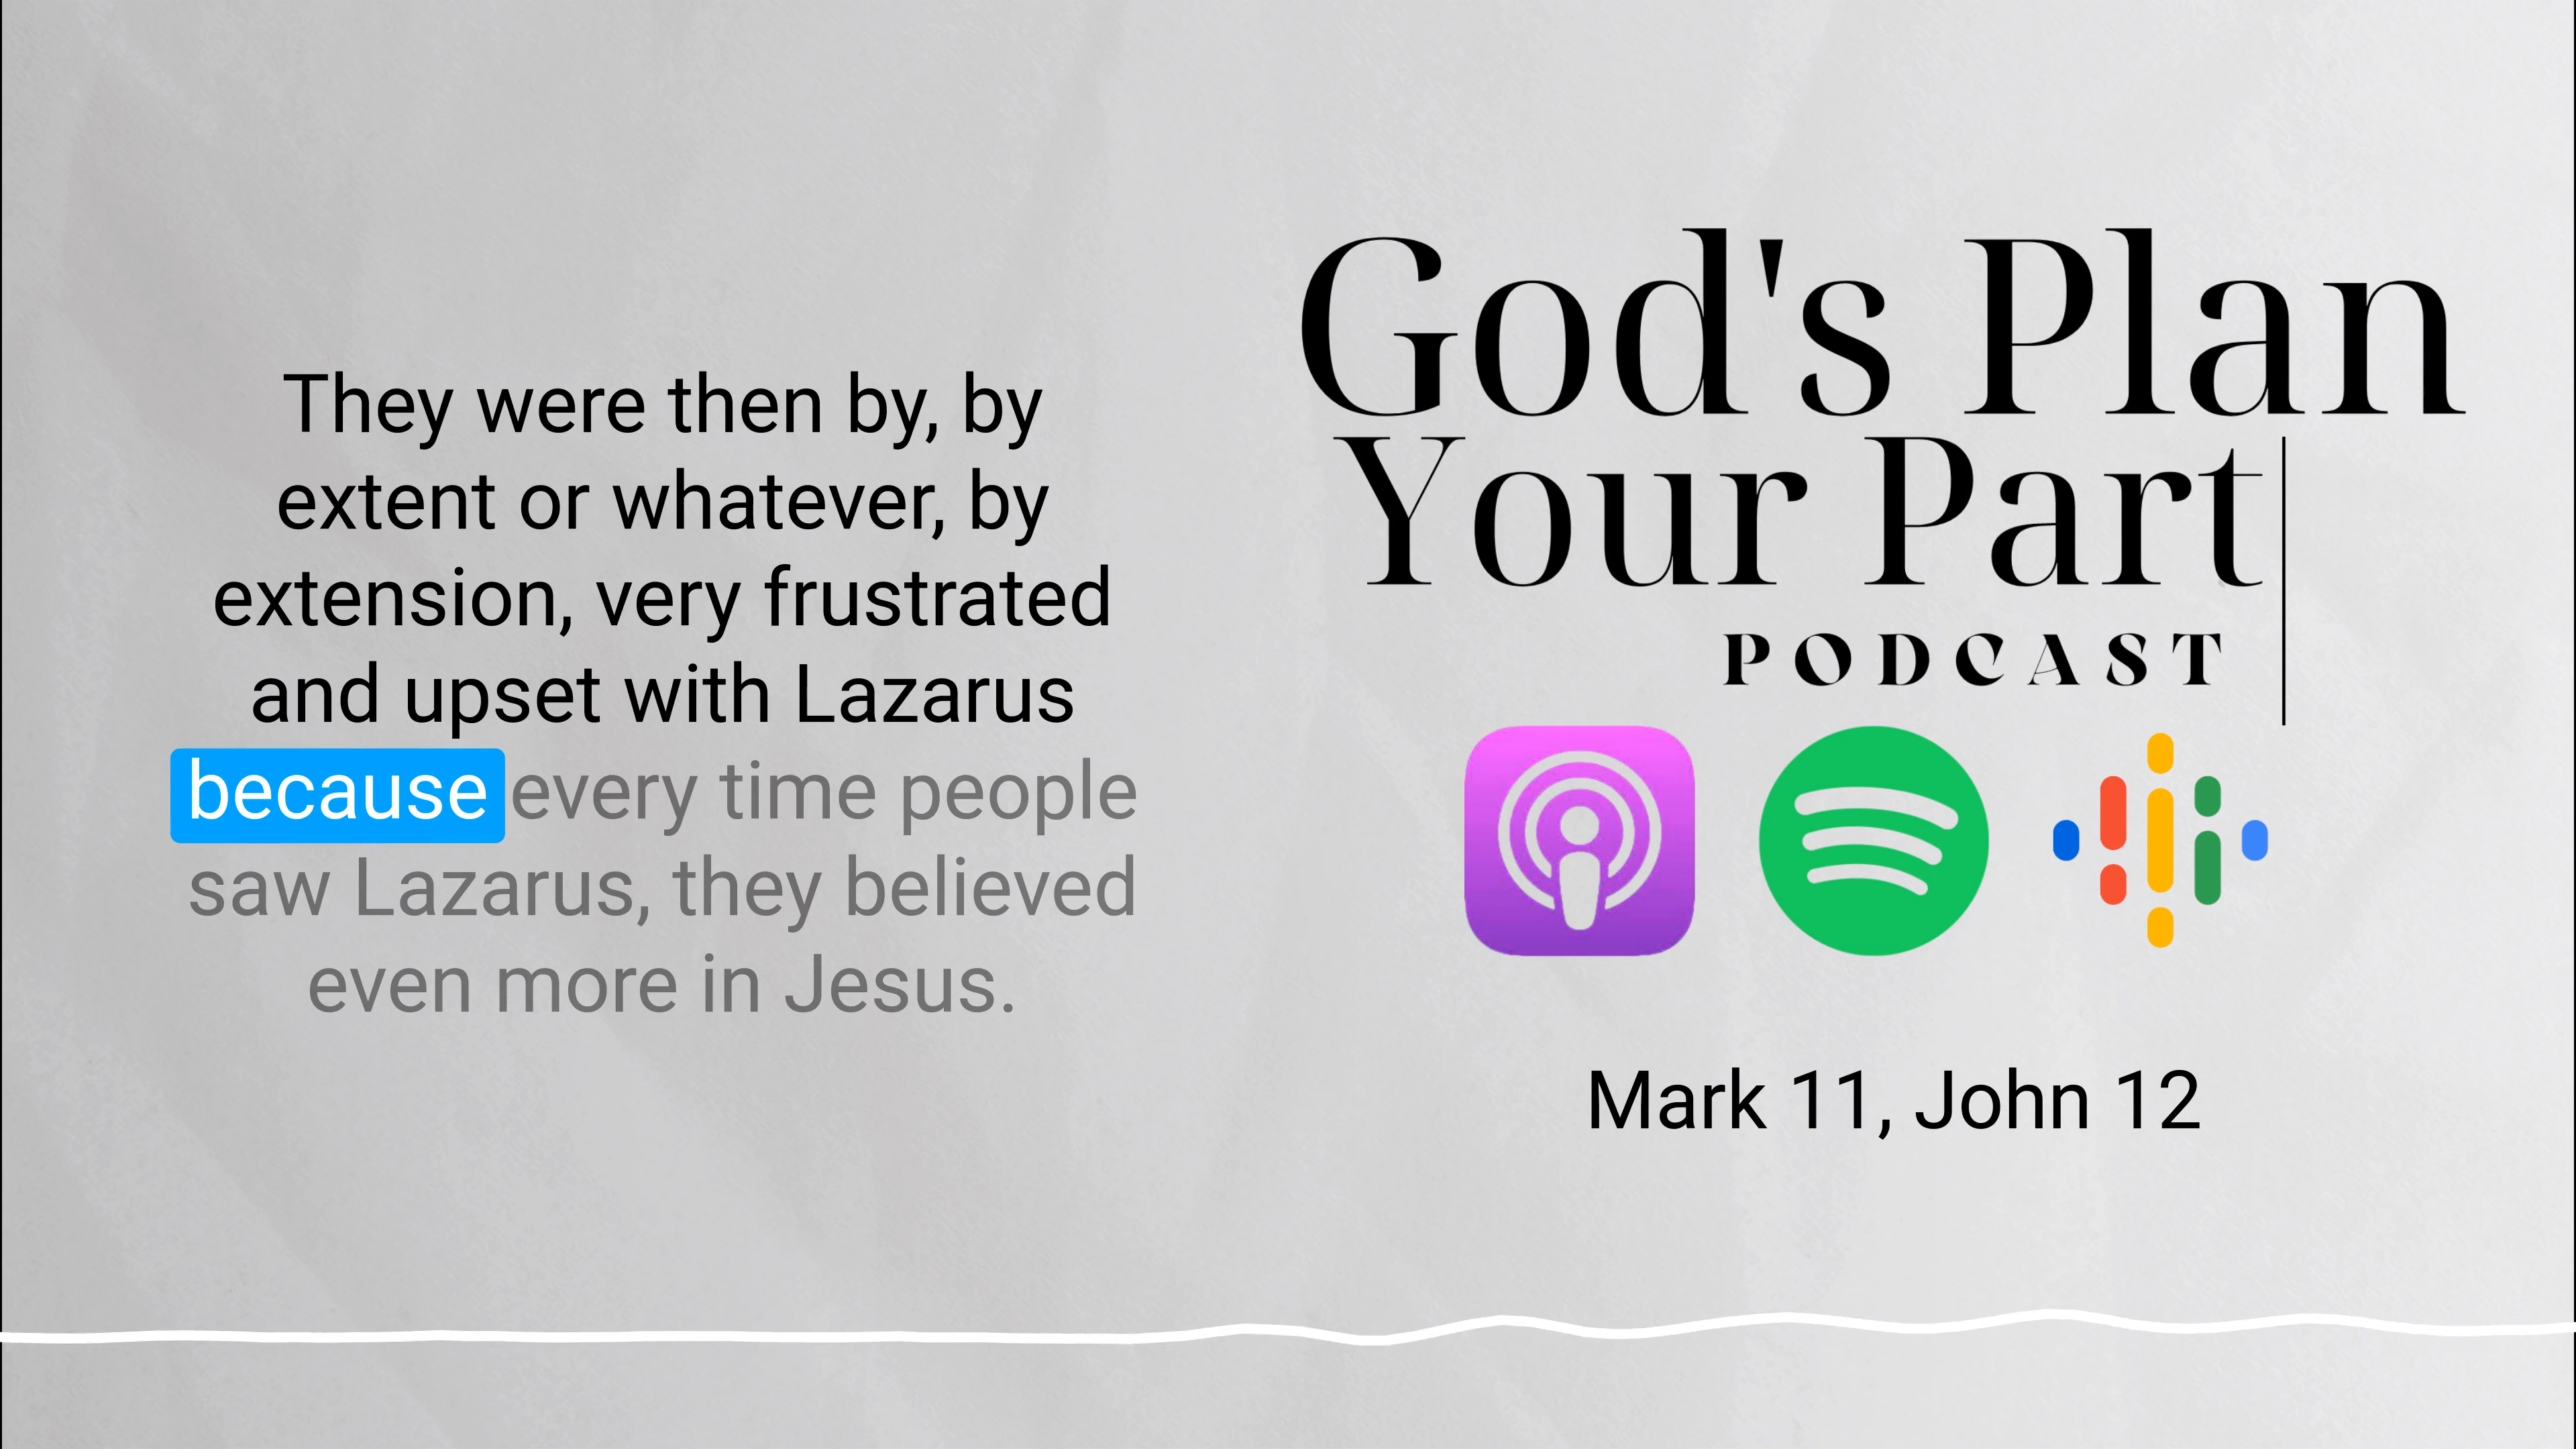 They were then by, by
extent or whatever, by
extension, very frustrated
and upset with Lazarus
because every time people
saw Lazarus, they believed
even more in Jesus.
God's Plan
Your Part
PODCAST
Mark 11, John 12